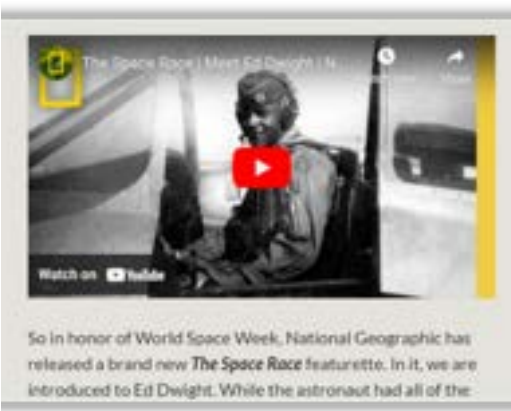 The Space Race | Meet Ed Dwight | N...
Share
Watch on YouTube
So in honor of World Space Week, National Geographic has
released a brand new The Space Race featurette. In it, we are
introduced to Ed Dwight. While the astronaut had all of the